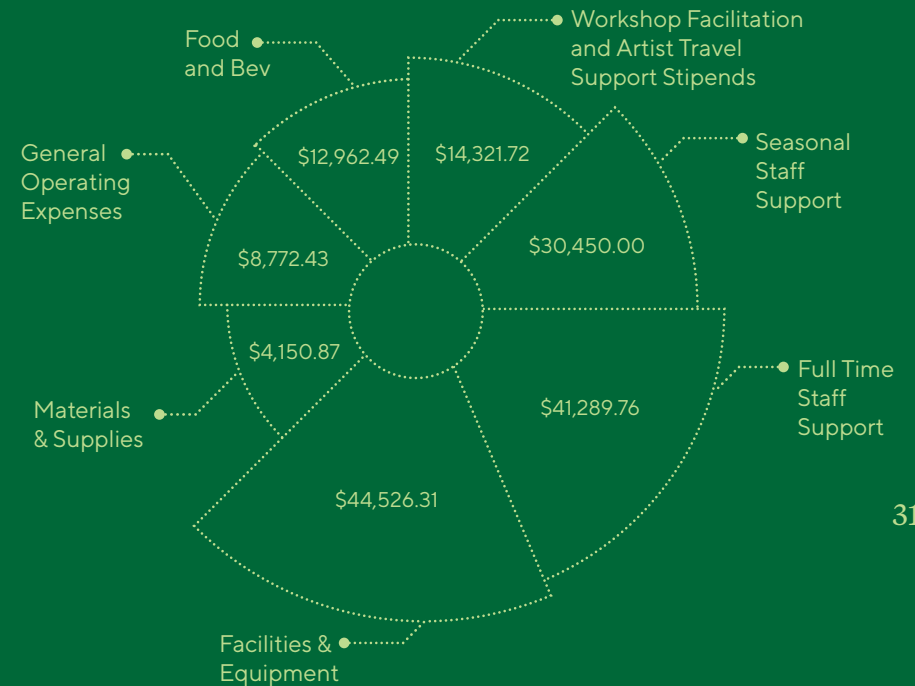 Workshop Facilitation
and Artist Travel
Support Stipends
Food
and Bev
Seasonal
Staff
Support
General
Operating
Expenses
$12,962.49
$14,321.72
$30,450.00
$8,772.43
$4,150.87
Full Time
Staff
Support
$41,289.76
Materials
& Supplies
$44,526.31
31
Facilities &
Equipment